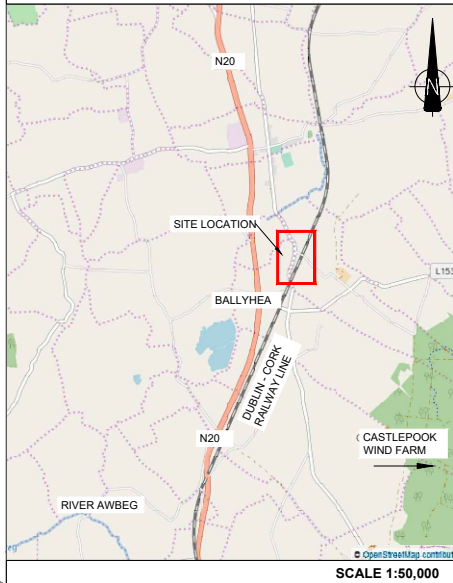 N20
N
SITE LOCATION
L153
BALLYHEA
DUBLIN - CORK
RAILWAY LINE
N20
CASTLEPOOK
WIND FARM
RIVER AWBEG
© OpenStreetMap contribut
SCALE 1:50,000